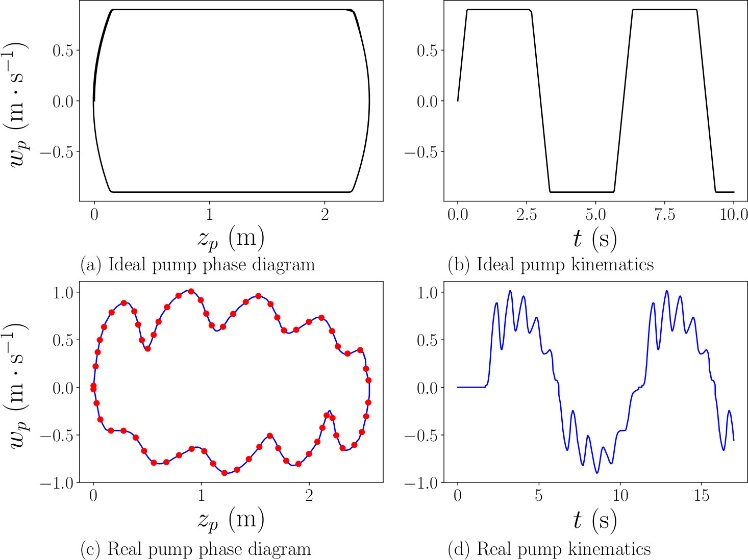 0.5
0.0
−0.5
w_p (m · s⁻¹)
0 1 2
z_p (m)
(a) Ideal pump phase diagram
0.5
0.0
−0.5
0.0 2.5 5.0 7.5 10.0
t (s)
(b) Ideal pump kinematics
1.0
0.5
0.0
−0.5
−1.0
w_p (m · s⁻¹)
0 1 2
z_p (m)
(c) Real pump phase diagram
1.0
0.5
0.0
−0.5
−1.0
0 5 10 15
t (s)
(d) Real pump kinematics